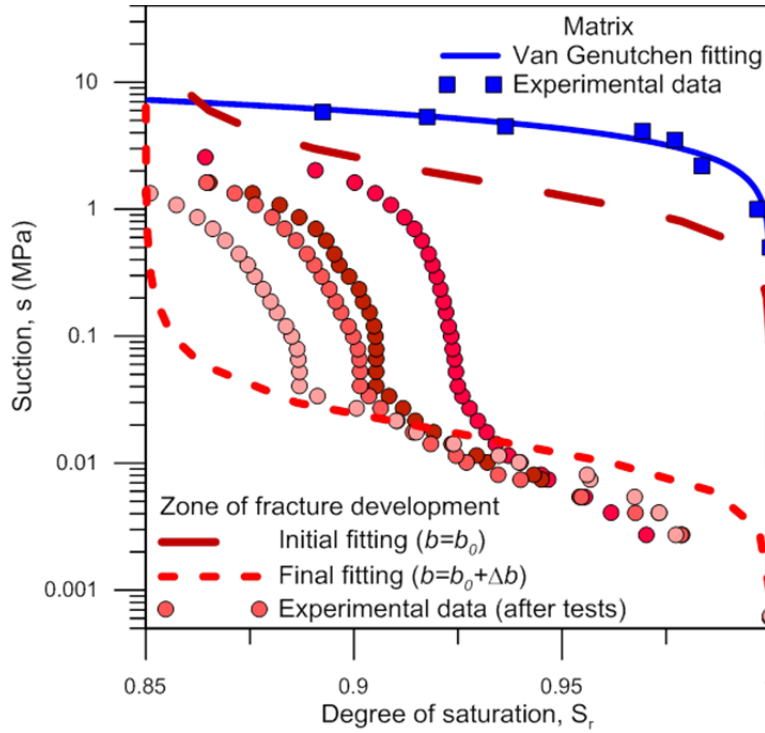 Matrix
Van Genutchen fitting
Experimental data
10
1
0.1
0.01
0.001
Suction, s (MPa)
Zone of fracture development
Initial fitting (b=b₀)
Final fitting (b=b₀+Δb)
Experimental data (after tests)
0.85
0.9
0.95
Degree of saturation, Sᵣ